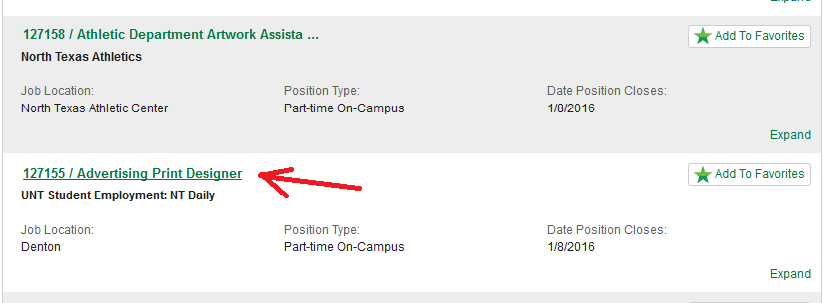 127158 / Athletic Department Artwork Assista ...
Add To Favorites
North Texas Athletics
Job Location:
Position Type:
Date Position Closes:
North Texas Athletic Center
Part-time On-Campus
1/8/2016
Expand
127155 / Advertising Print Designer
Add To Favorites
UNT Student Employment: NT Daily
Job Location:
Position Type:
Date Position Closes:
Denton
Part-time On-Campus
1/8/2016
Expand